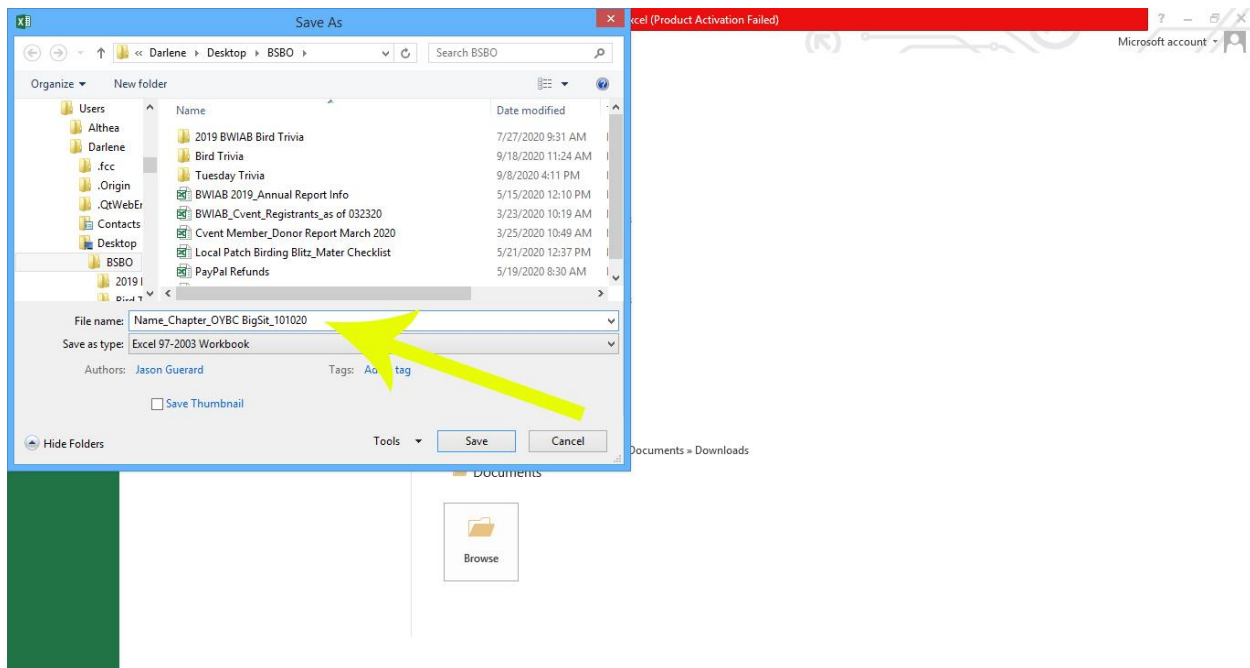 Save As
xcel (Product Activation Failed)
Microsoft account
« Darlene Desktop BSBO
Search BSBO
Organize
New folder
Name
Date modified
Users
Althea
Darlene
.fcc
.Origin
.QtWebEr
Contacts
Desktop
BSBO
2019
2019 BWIAB Bird Trivia 7/27/2020 9:31 AM
Bird Trivia 9/18/2020 11:24 AM
Tuesday Trivia 9/8/2020 4:11 PM
BWIAB 2019_Annual Report Info 5/15/2020 12:10 PM
BWIAB_Cvent_Registrants_as of 032320 3/23/2020 10:19 AM
Cvent Member_Donor Report March 2020 3/25/2020 10:49 AM
Local Patch Birding Blitz_Mater Checklist 5/21/2020 12:37 PM
PayPal Refunds 5/19/2020 8:30 AM
File name: Name_Chapter_OYBC BigSit_101020
Save as type: Excel 97-2003 Workbook
Authors: Jason Guerard Tags: tag
Save Thumbnail
Hide Folders Tools Save Cancel
Documents » Downloads
Documents
Browse